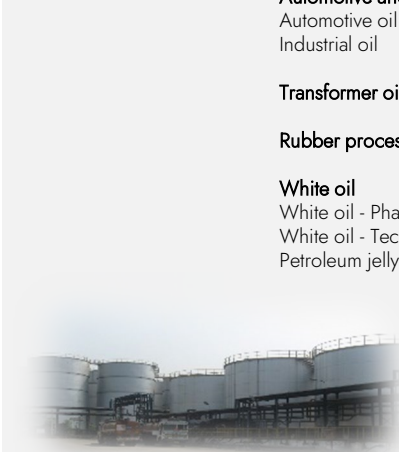 Automotive oil
Industrial oil
Transformer
Rubber
White oil
White oil -
White oil -
Petroleum jelly